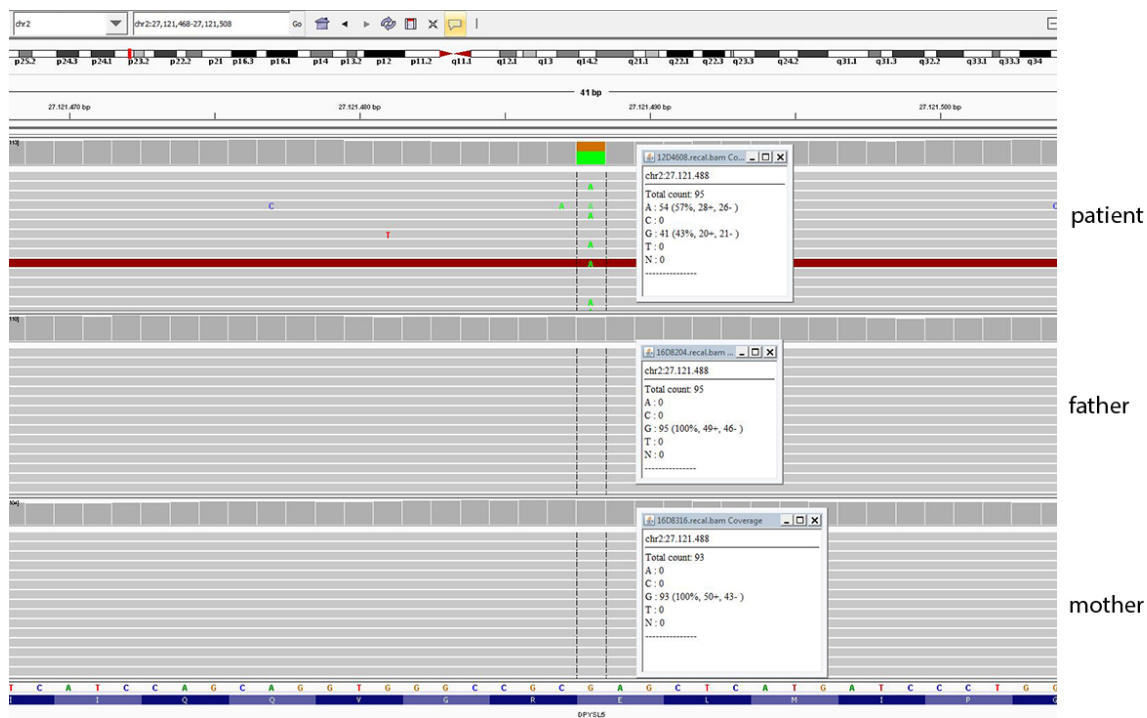 chr2 chr2:27,121,468-27,121,508 Go
p25.2 p24.3 p24.1 p23.2 p22.2 p21 p16.3 p16.1 p14 p13.2 p12 p11.2 q11.1 q12.1 q13 q14.2 q21.1 q22.1 q22.3 q23.3 q24.2 q31.1 q31.3 q32.2 q33.1 q33.3 q34
41 bp
27.121.470 bp 27.121.480 bp 27.121.490 bp 27.121.500 bp
12D4608.recal.bam Co...
chr2:27.121.488
Total count: 95
A : 54 (57%, 28+, 26- )
C : 0
G : 41 (43%, 20+, 21- )
T : 0
N : 0
---------------
A
C A A
A
T
A
A
A
patient
16D8204.recal.bam ...
chr2:27.121.488
Total count: 95
A : 0
C : 0
G : 95 (100%, 49+, 46- )
T : 0
N : 0
---------------
father
16D8316.recal.bam Coverage
chr2:27.121.488
Total count: 93
A : 0
C : 0
G : 93 (100%, 50+, 43- )
T : 0
N : 0
---------------
mother
T C A T C C A G C A G G T G G G C C G C G A G C T C A T G A T C C C T G G
I Q Q V G R E L M I P
DPYSL5